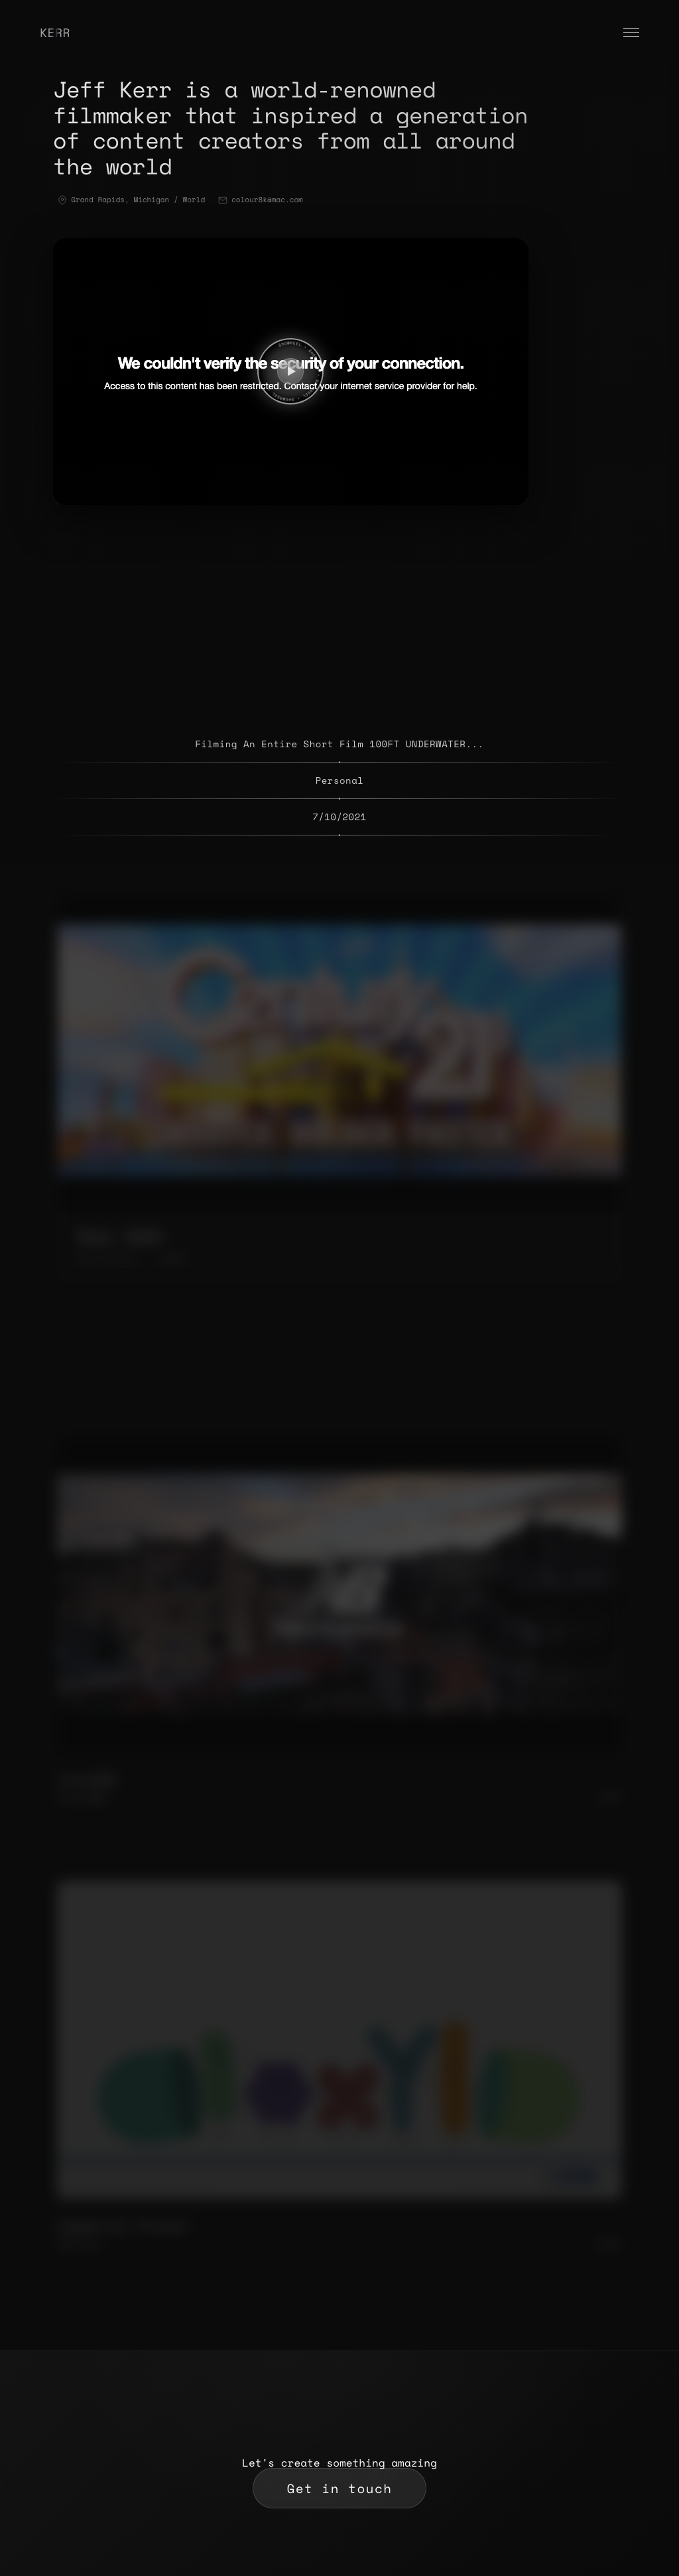 KERR
Jeff Kerr is a world-renowned
filmmaker that inspired a generation
of content creators from all around
the world
Grand Rapids, Michigan / World
colour8k@mac.com
We couldn't verify the security of your connection.
Access to this content has been restricted. Contact your internet service provider for help.
Filming An Entire Short Film 100FT UNDERWATER...
Personal
7/10/2021
Century
21
Let's create something amazing
Get in touch